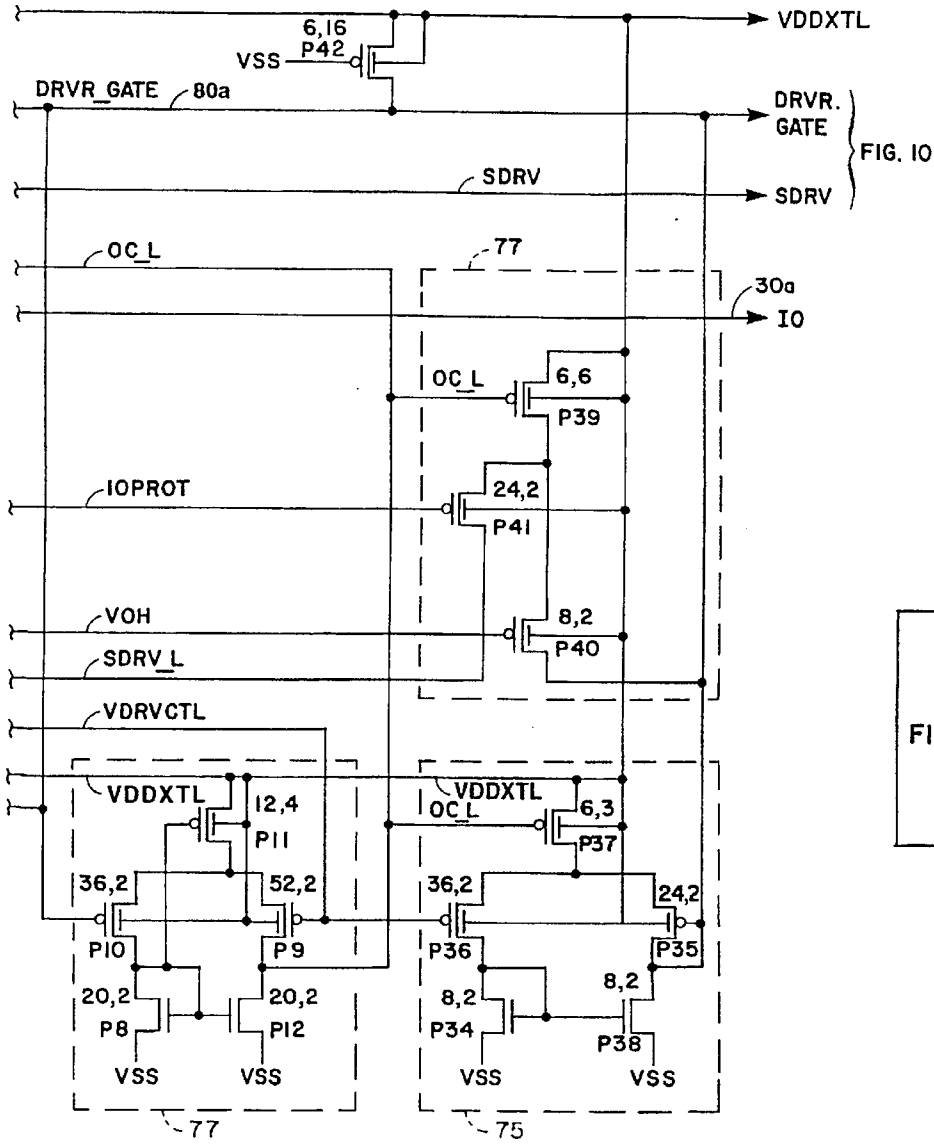 VDDXTL
6,16
P42
VSS
DRVR_GATE
80a
DRVR.
GATE
FIG. 10
SDRV
SDRV
OC_L
77
30a
IO
OC_L
6,6
P39
IOPROT
24,2
P41
VOH
8,2
P40
SDRV_L
VDRVCTL
FI
VDDXTL
12,4
P11
VDDXTL
OC_L
6,3
P37
36,2
52,2
36,2
24,2
P10
P9
P36
P35
20,2
20,2
8,2
8,2
P8
P12
P34
P38
VSS
VSS
VSS
VSS
77
75